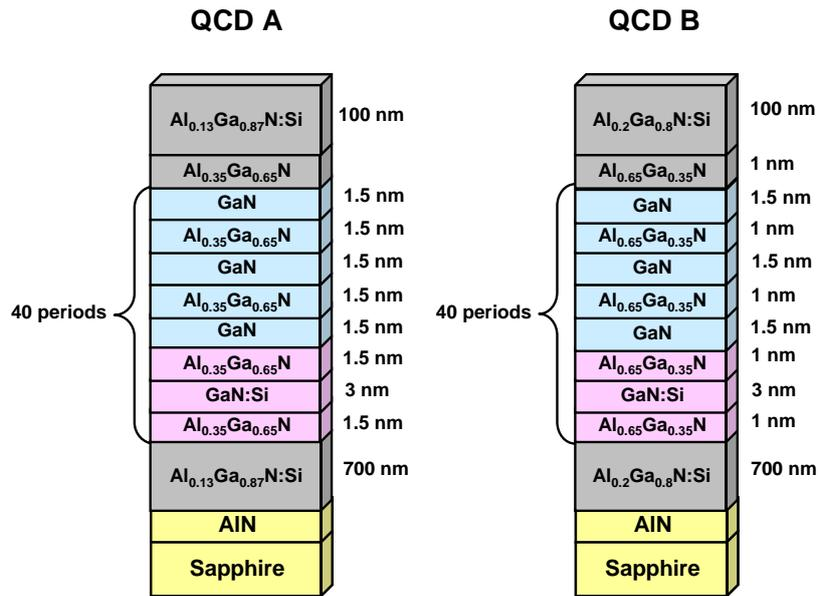 QCD A
Al0.13Ga0.87N:Si
100 nm
Al0.35Ga0.65N
GaN
1.5 nm
Al0.35Ga0.65N
1.5 nm
GaN
1.5 nm
Al0.35Ga0.65N
1.5 nm
40 periods
GaN
1.5 nm
Al0.35Ga0.65N
1.5 nm
GaN:Si
3 nm
Al0.35Ga0.65N
1.5 nm
Al0.13Ga0.87N:Si
700 nm
AlN
Sapphire
QCD B
Al0.2Ga0.8N:Si
100 nm
Al0.65Ga0.35N
1 nm
GaN
1.5 nm
Al0.65Ga0.35N
1 nm
GaN
1.5 nm
Al0.65Ga0.35N
1 nm
40 periods
GaN
1.5 nm
Al0.65Ga0.35N
1 nm
GaN:Si
3 nm
Al0.65Ga0.35N
1 nm
Al0.2Ga0.8N:Si
700 nm
AlN
Sapphire